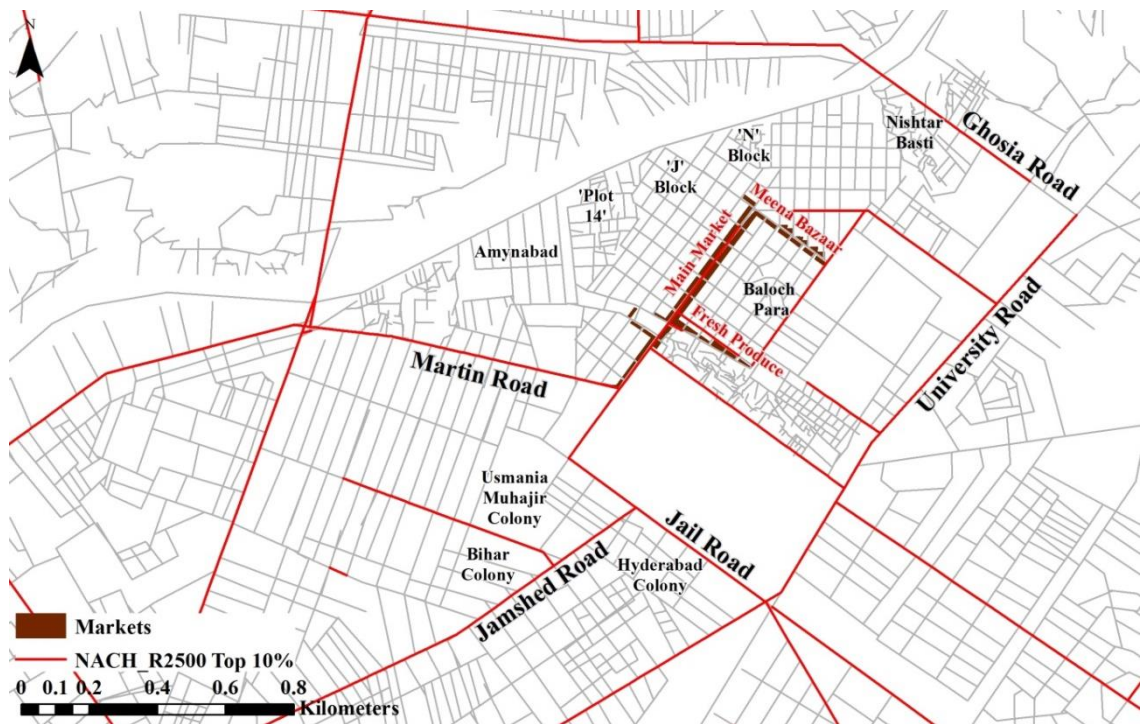 N
Ghosia Road
Nishtar
Basti
'N'
Block
'J'
Block
'Plot
14'
Meena Bazaar
Main Market
Amynabad
Baloch
Para
Fresh Produce
University Road
Martin Road
Usmania
Muhajir
Colony
Jail Road
Bihar
Colony
Hyderabad
Colony
Jamshed Road
Markets
NACH_R2500 Top 10%
0 0.1 0.2 0.4 0.6 0.8
Kilometers